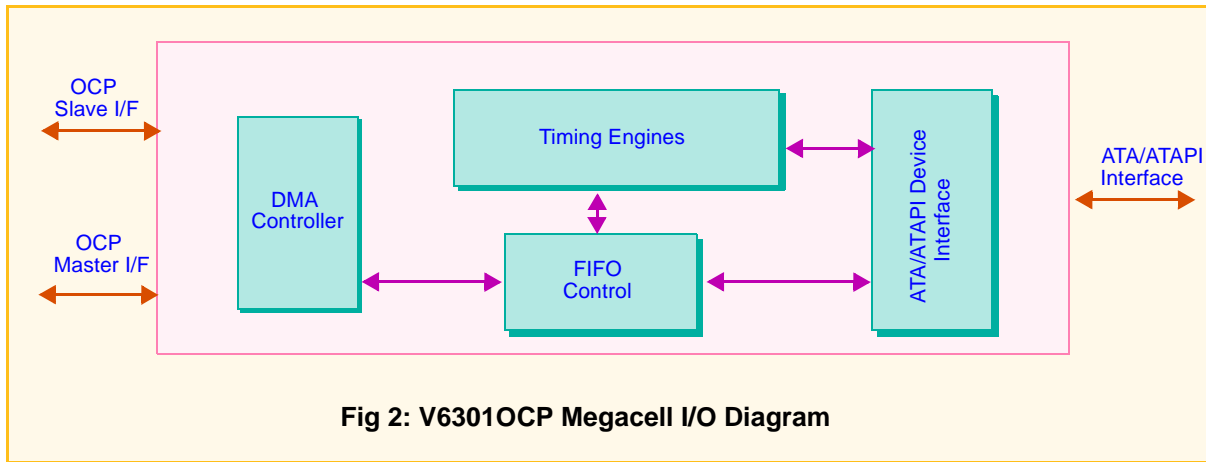 OCP
Slave I/F
OCP
Master I/F
DMA
Controller
Timing Engines
FIFO
Control
ATA/ATAPI Device
Interface
ATA/ATAPI
Interface
Fig 2: V6301OCP Megacell I/O Diagram